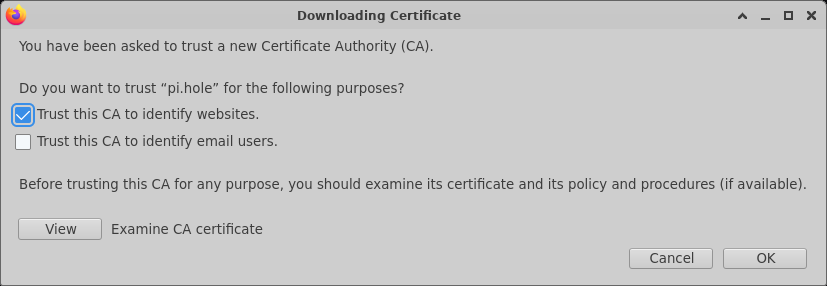 Downloading Certificate
You have been asked to trust a new Certificate Authority (CA).
Do you want to trust “pi.hole” for the following purposes?
Trust this CA to identify websites.
Trust this CA to identify email users.
Before trusting this CA for any purpose, you should examine its certificate and its policy and procedures (if available).
View Examine CA certificate
Cancel OK